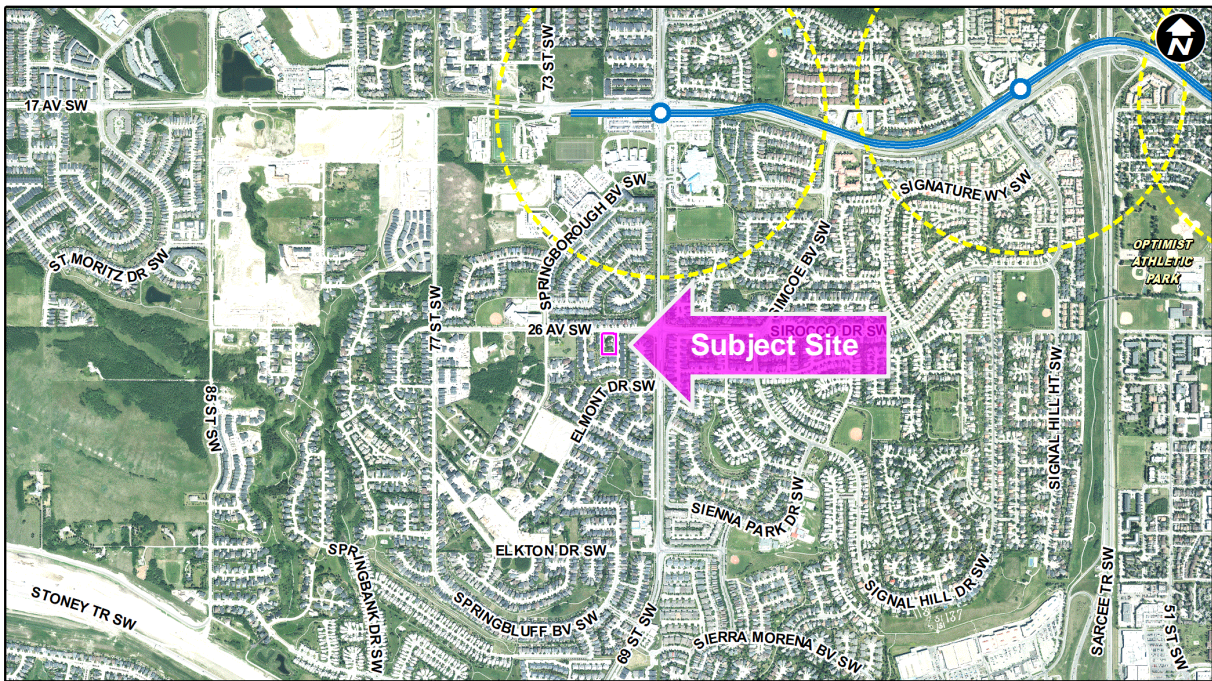 N
73 ST SW
17 AV SW
SPRINGBOROUGH BV SW
SIGNATURE WY SW
ST. MORITZ DR SW
SIMCOE BV SW
OPTIMIST
ATHLETIC
PARK
77 ST SW
26 AV SW
SIROCCO DR SW
Subject Site
85 ST SW
ELMONT DR SW
SIGNAL HILL HT SW
SIENNA PARK DR SW
ELKTON DR SW
SPRINGBANK DR SW
SPRINGBLUFF BV SW
69 ST SW
SIERRA MORENA BV SW
SIGNAL HILL DR SW
SARCEE TR SW
51 ST SW
STONEY TR SW